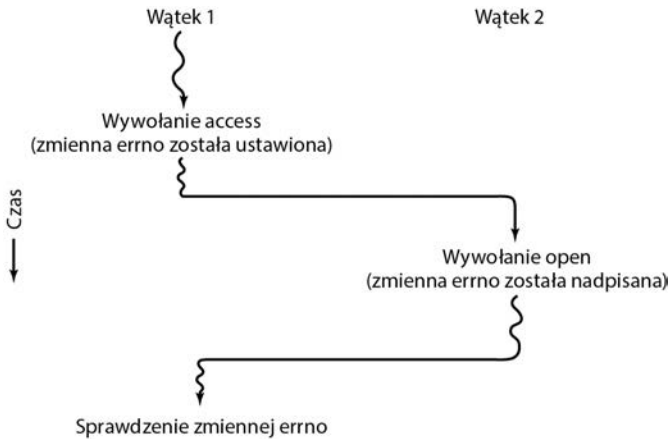 Wątek 1
Wątek 2
Wywołanie access
(zmienna errno została ustawiona)
Czas
Wywołanie open
(zmienna errno została nadpisana)
Sprawdzenie zmiennej errno